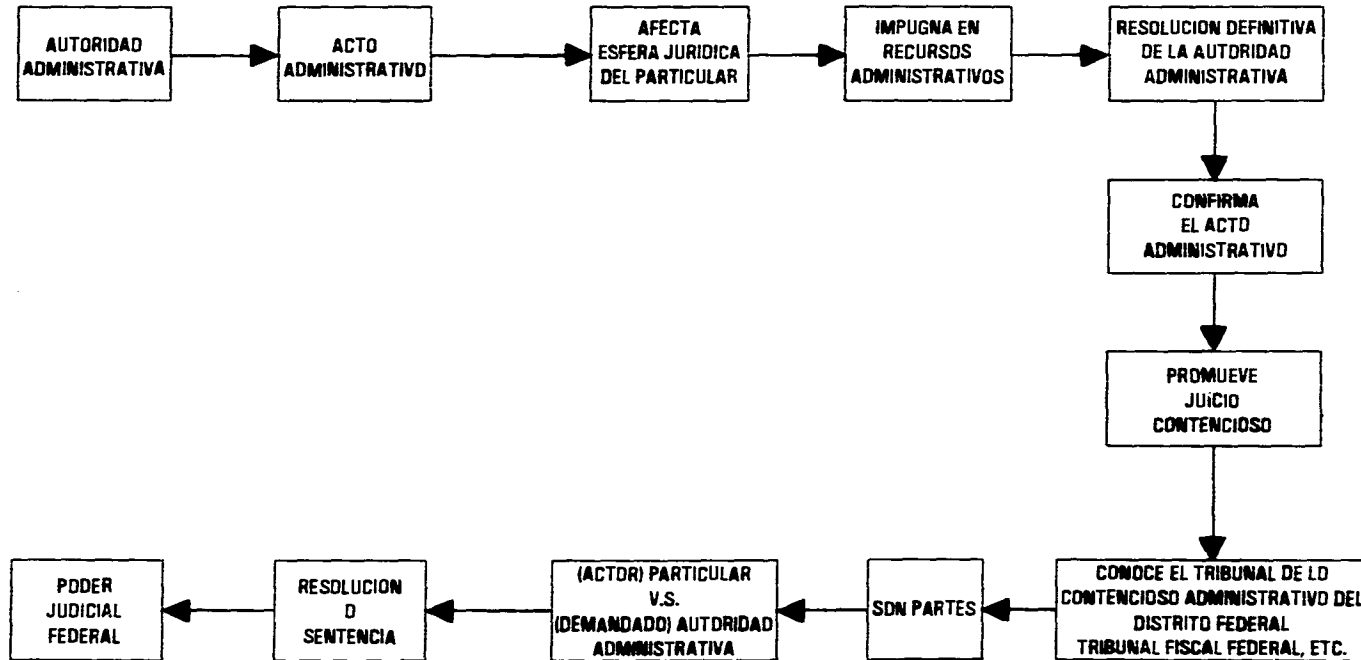 AUTORIDAD
ADMINISTRATIVA
ACTO
ADMINISTRATIVO
AFECTA
ESFERA JURIDICA
DEL PARTICULAR
IMPUGNA EN
RECURSOS
ADMINISTRATIVOS
RESOLUCION DEFINITIVA
DE LA AUTORIDAD
ADMINISTRATIVA
CONFIRMA
EL ACTO
ADMINISTRATIVO
PROMUEVE
JUICIO
CONTENCIOSO
CONOCE EL TRIBUNAL DE LO
CONTENCIOSO ADMINISTRATIVO DEL
DISTRITO FEDERAL
TRIBUNAL FISCAL FEDERAL, ETC.
SON PARTES
(ACTOR) PARTICULAR
V.S.
(DEMANDADO) AUTORIDAD
ADMINISTRATIVA
RESOLUCION
O
SENTENCIA
PODER
JUDICIAL
FEDERAL